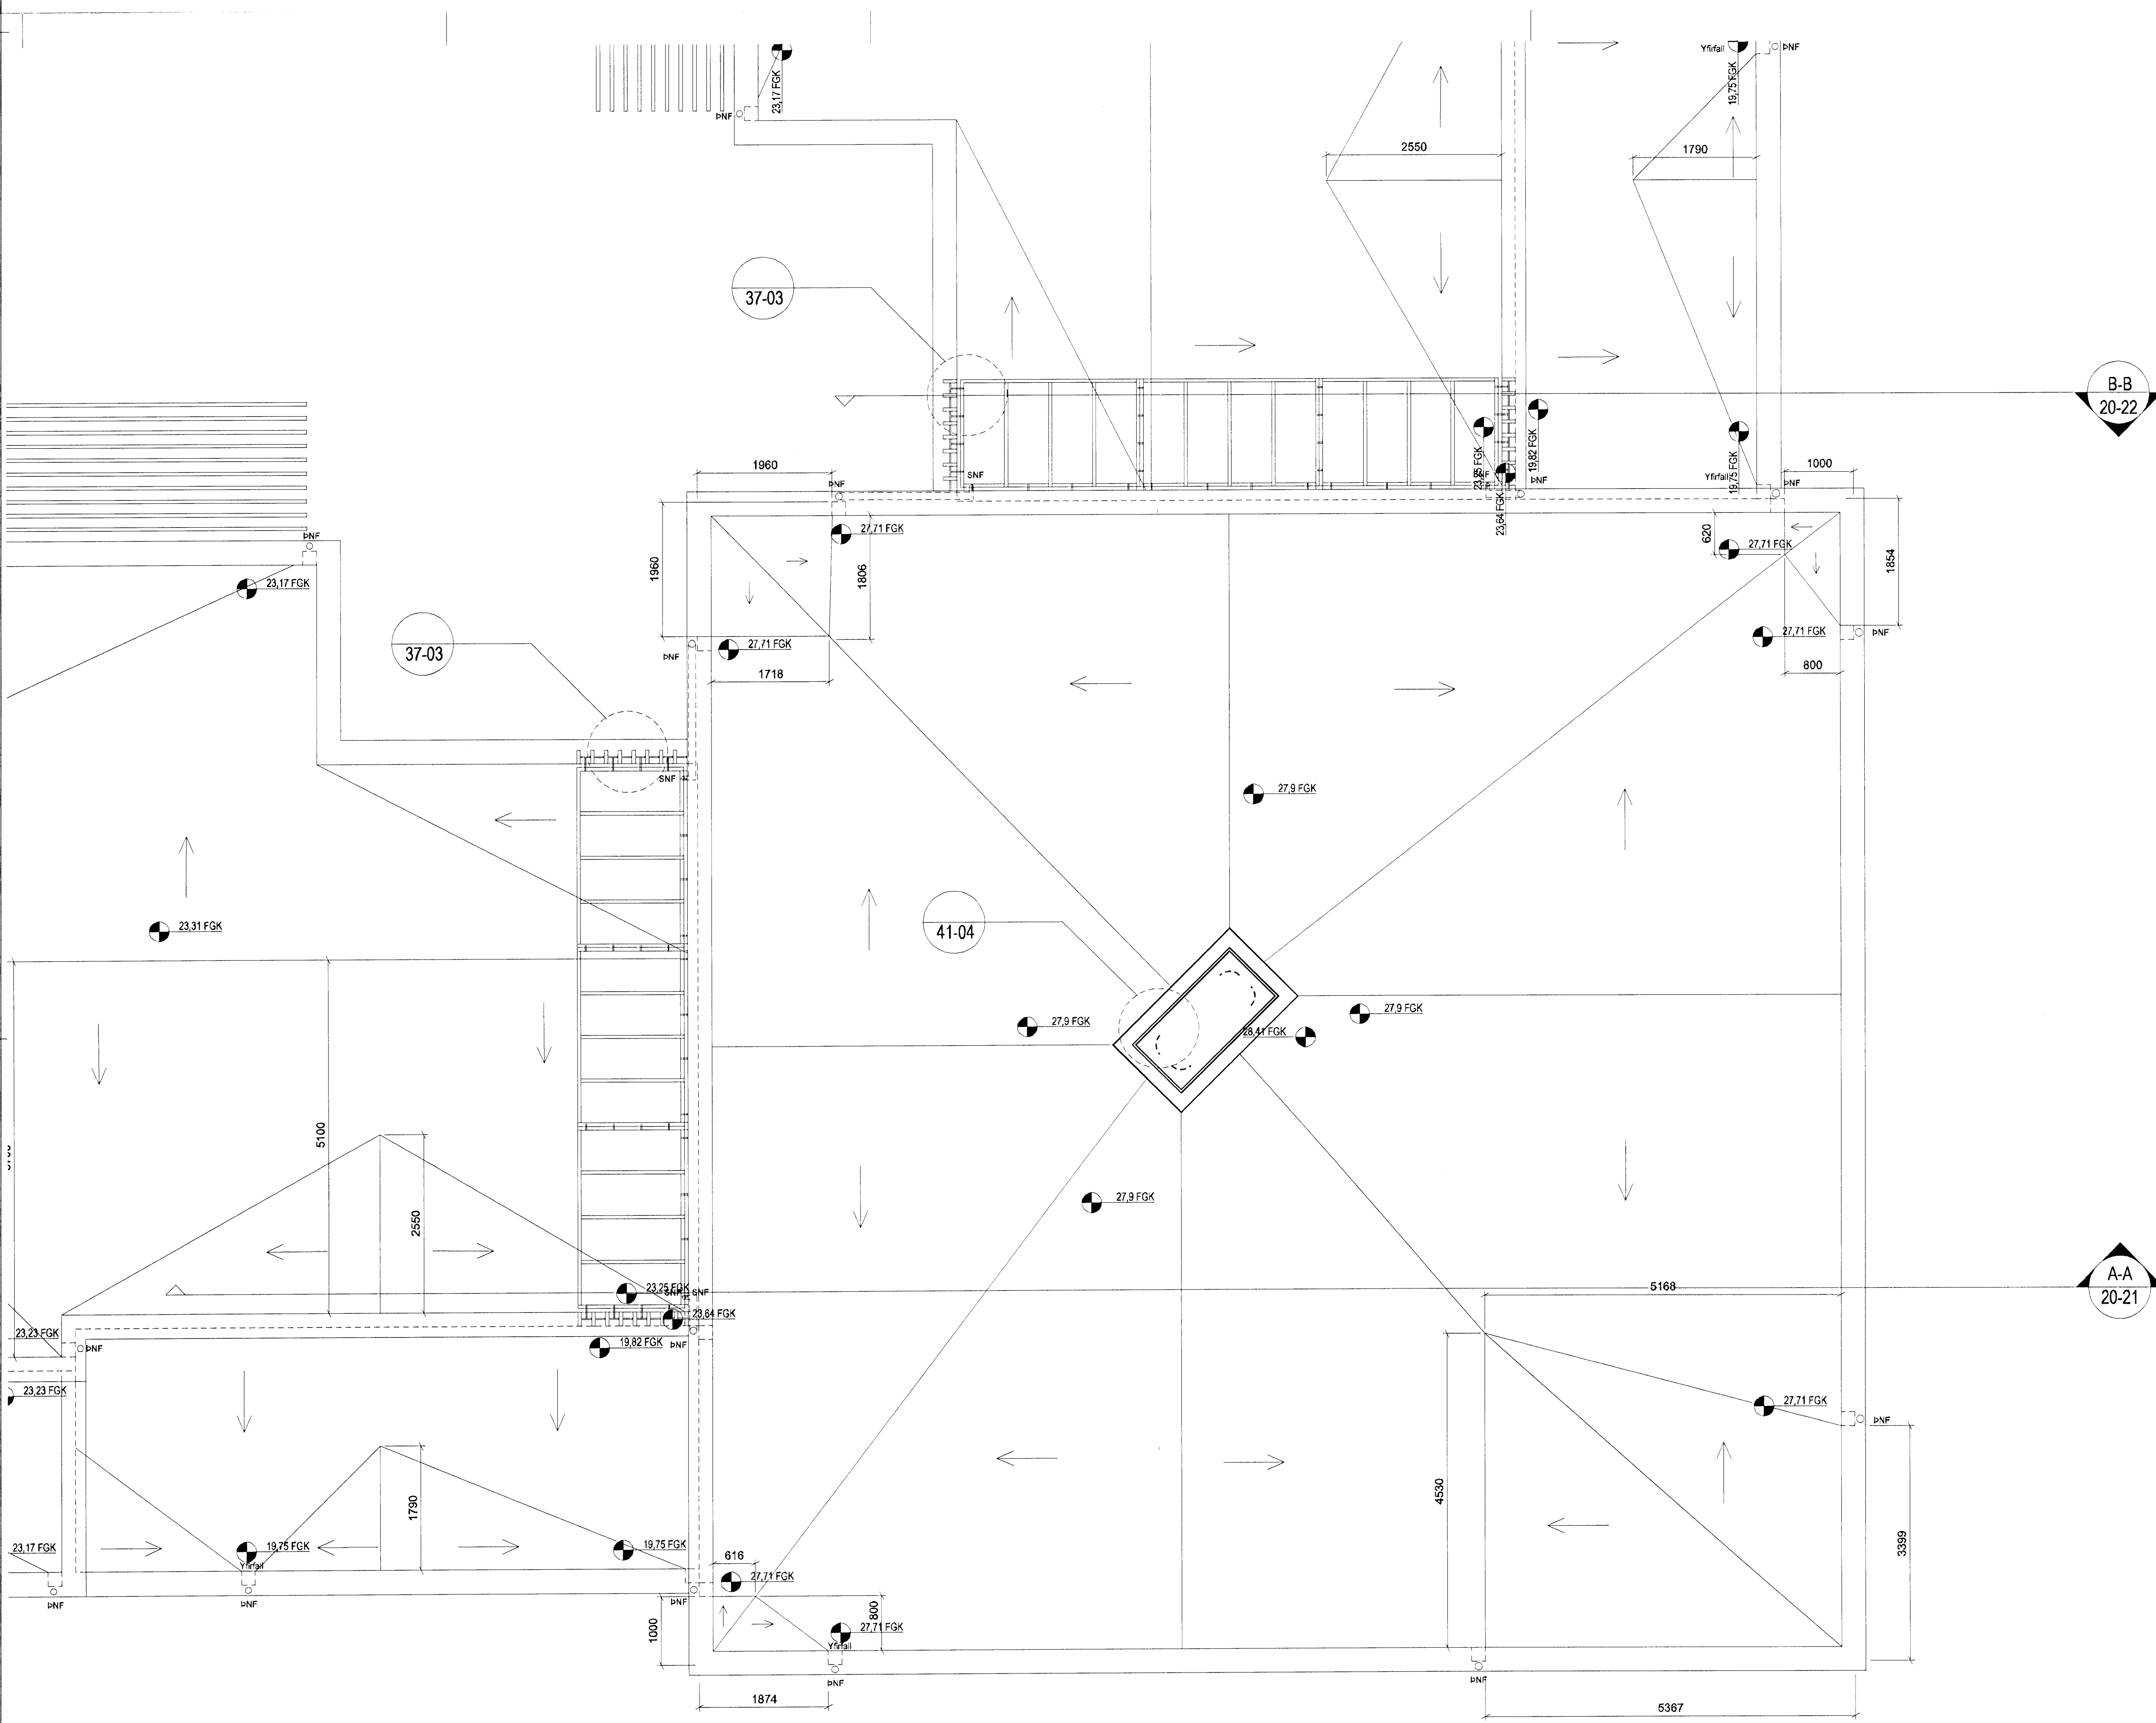 23,17 FGK
ÞNF
2550
1790
Yfirfall
ÞNF
19,75 FGK
37-03
B-B
20-22
1960
ÞNF
SNF
23,25 FGK
SNF
23,64 FGK
19,82 FGK
ÞNF
Yfirfall
19,75 FGK
ÞNF
1000
ÞNF
23,17 FGK
1960
27,71 FGK
1806
620
27,71 FGK
1854
37-03
ÞNF
27,71 FGK
1718
27,71 FGK
ÞNF
800
SNF
27,9 FGK
23,31 FGK
41-04
27,9 FGK
28,41 FGK
27,9 FGK
5100
2550
27,9 FGK
23,25 FGK
SNF
SNF
23,64 FGK
5168
A-A
20-21
23,23 FGK
ÞNF
19,82 FGK
ÞNF
23,23 FGK
27,71 FGK
ÞNF
1790
4530
3399
23,17 FGK
19,75 FGK
Yfirfall
19,75 FGK
616
27,71 FGK
ÞNF
ÞNF
ÞNF
1000
800
27,71 FGK
Yfirfall
ÞNF
ÞNF
1874
5367